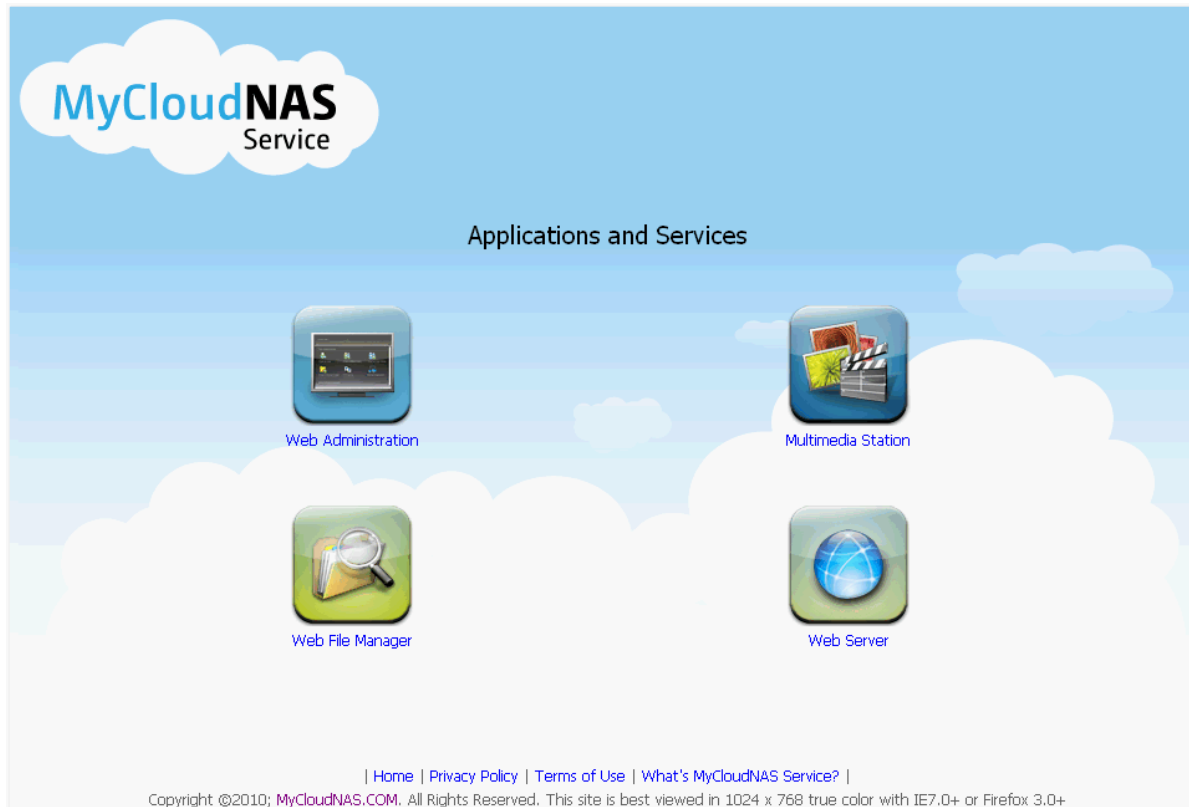 MyCloudNAS
Service
Applications and Services
Web Administration
Multimedia Station
Web File Manager
Web Server
| Home | Privacy Policy | Terms of Use | What's MyCloudNAS Service? |
Copyright ©2010; MyCloudNAS.COM. All Rights Reserved. This site is best viewed in 1024 x 768 true color with IE7.0+ or Firefox 3.0+